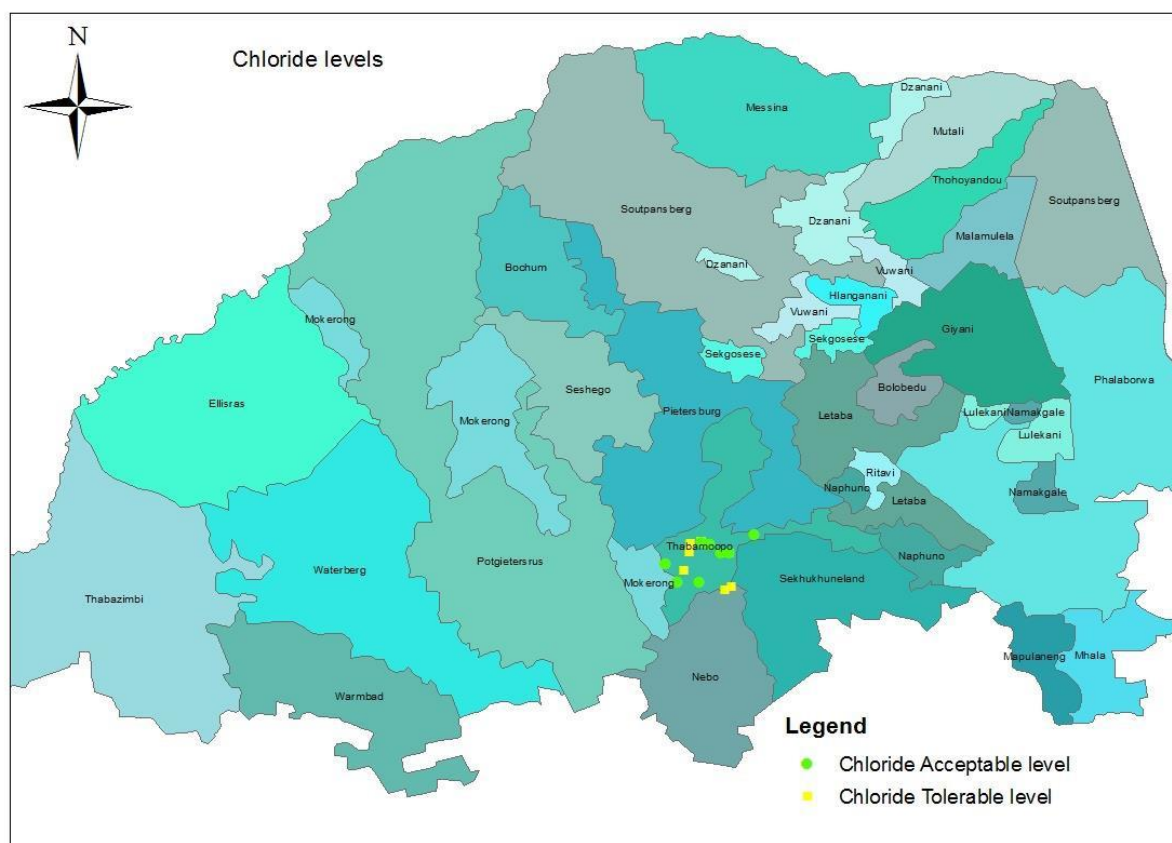 N
Chloride levels
Dzanani
Messina
Mutali
Thohoyandou
Soutpansberg
Soutpansberg
Dzanani
Malamulela
Dzanani
Vuwani
Bochum
Hlanganani
Mokerong
Vuwani
Giyani
Sekgosese
Sekgosese
Phalaborwa
Seshego
Bolobedu
Ellisras
Pietersburg
Letaba
Lulekani
Namakgale
Mokerong
Lulekani
Ritavi
Naphuno
Namakgale
Letaba
Thabamoopo
Naphuno
Potgietersrus
Waterberg
Mokerong
Sekhukhuneland
Thabazimbi
Mapulaneng
Mhala
Nebo
Warmbad
Legend
Chloride Acceptable level
Chloride Tolerable level